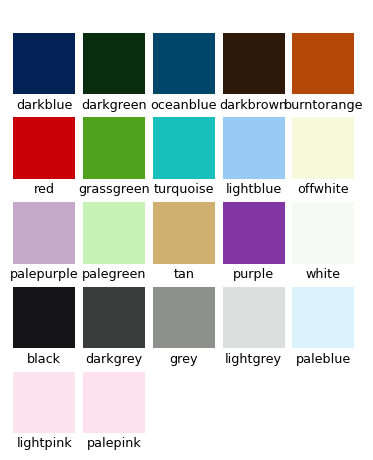 darkblue darkgreen oceanblue darkbrown burntorange
red grassgreen turquoise lightblue offwhite
palepurple palegreen tan purple white
black darkgrey grey lightgrey paleblue
lightpink palepink